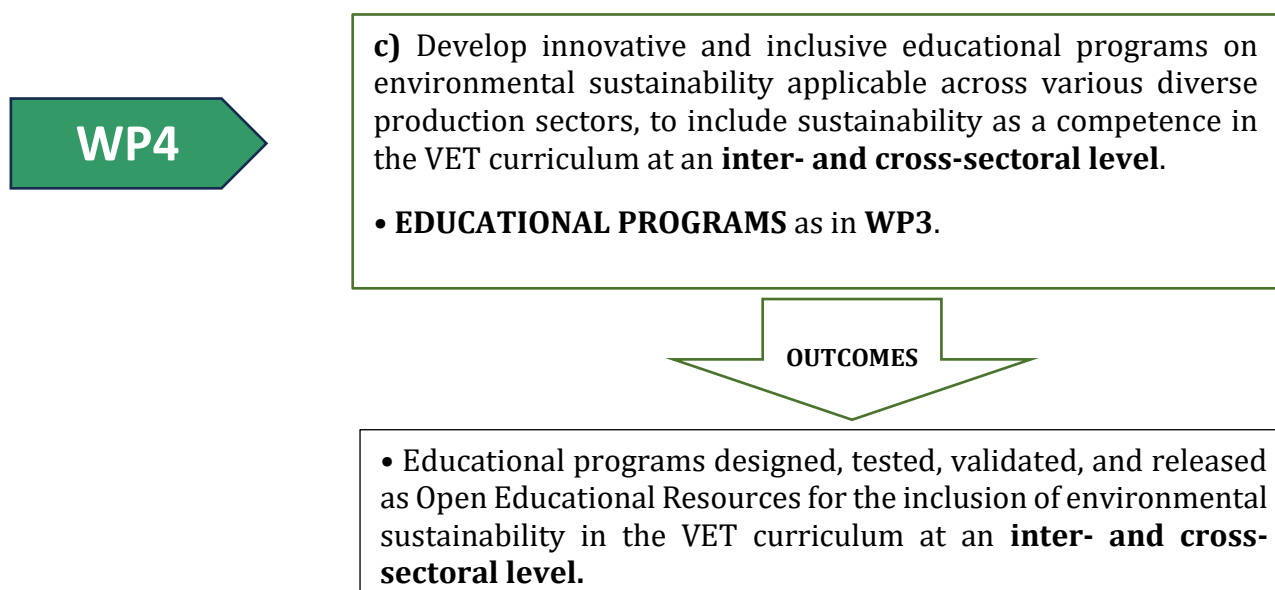 WP4
c) Develop innovative and inclusive educational programs on
environmental sustainability applicable across various diverse
production sectors, to include sustainability as a competence in
the VET curriculum at an inter- and cross-sectoral level.
• EDUCATIONAL PROGRAMS as in WP3.
OUTCOMES
• Educational programs designed, tested, validated, and released
as Open Educational Resources for the inclusion of environmental
sustainability in the VET curriculum at an inter- and cross-
sectoral level.